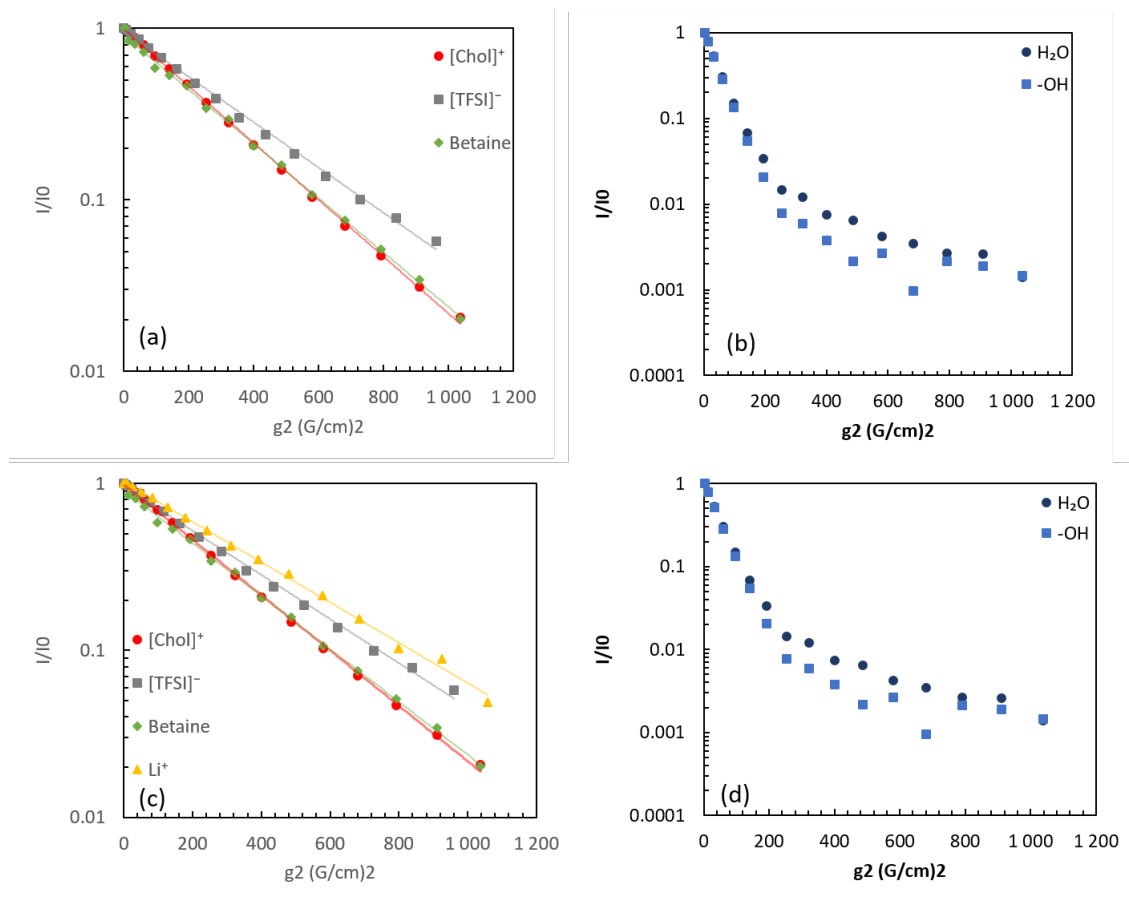 1
0.1
0.01
I/I0
0 200 400 600 800 1 000 1 200
g2 (G/cm)2
[Chol]⁺
[TFSI]⁻
Betaine
(a)
1
0.1
0.01
0.001
0.0001
I/I0
0 200 400 600 800 1 000 1 200
g2 (G/cm)2
H₂O
-OH
(b)
1
0.1
0.01
I/I0
0 200 400 600 800 1 000 1 200
g2 (G/cm)2
[Chol]⁺
[TFSI]⁻
Betaine
Li⁺
(c)
1
0.1
0.01
0.001
0.0001
I/I0
0 200 400 600 800 1 000 1 200
g2 (G/cm)2
H₂O
-OH
(d)